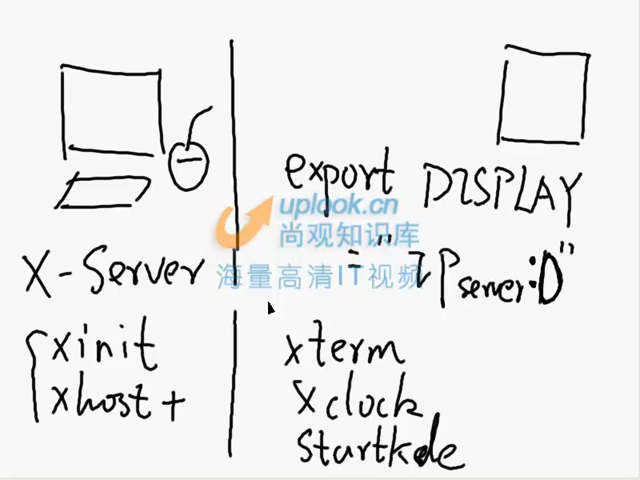 export DISPLAY
uplook.cn
尚观知识库
海量高清IT视频
="IPserver:0"
X-Server
xinit
xhost +
xterm
xclock
startkde